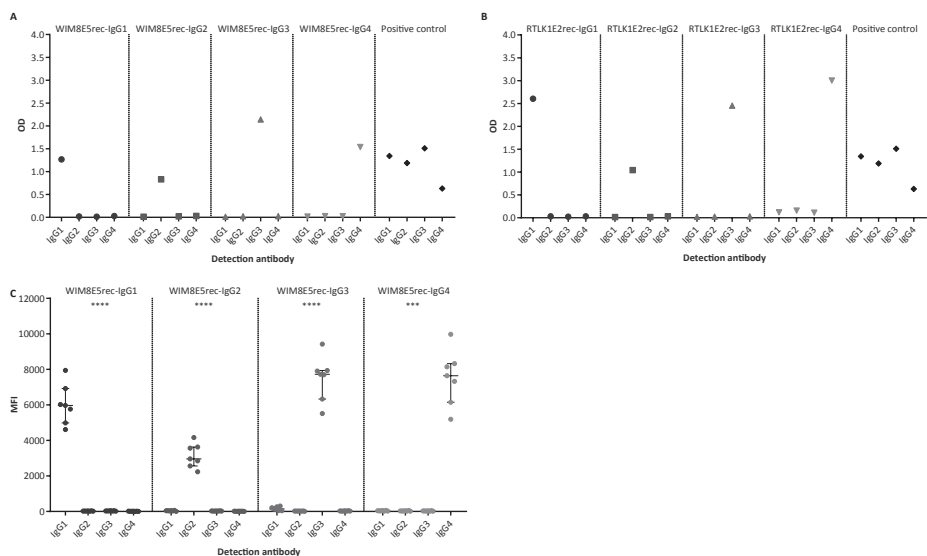 A
WIM8E5rec-IgG1 WIM8E5rec-IgG2 WIM8E5rec-IgG3 WIM8E5rec-IgG4 Positive control
4.0
3.5
3.0
2.5
2.0
1.5
1.0
0.5
0.0
OD
IgG1 IgG2 IgG3 IgG4 IgG1 IgG2 IgG3 IgG4 IgG1 IgG2 IgG3 IgG4 IgG1 IgG2 IgG3 IgG4 IgG1 IgG2 IgG3 IgG4
Detection antibody
B
RTLK1E2rec-IgG1 RTLK1E2rec-IgG2 RTLK1E2rec-IgG3 RTLK1E2rec-IgG4 Positive control
4.0
3.5
3.0
2.5
2.0
1.5
1.0
0.5
0.0
OD
IgG1 IgG2 IgG3 IgG4 IgG1 IgG2 IgG3 IgG4 IgG1 IgG2 IgG3 IgG4 IgG1 IgG2 IgG3 IgG4 IgG1 IgG2 IgG3 IgG4
Detection antibody
C
WIM8E5rec-IgG1 WIM8E5rec-IgG2 WIM8E5rec-IgG3 WIM8E5rec-IgG4
**** **** **** ***
12000
10000
8000
6000
4000
2000
0
MFI
IgG1 IgG2 IgG3 IgG4 IgG1 IgG2 IgG3 IgG4 IgG1 IgG2 IgG3 IgG4 IgG1 IgG2 IgG3 IgG4
Detection antibody